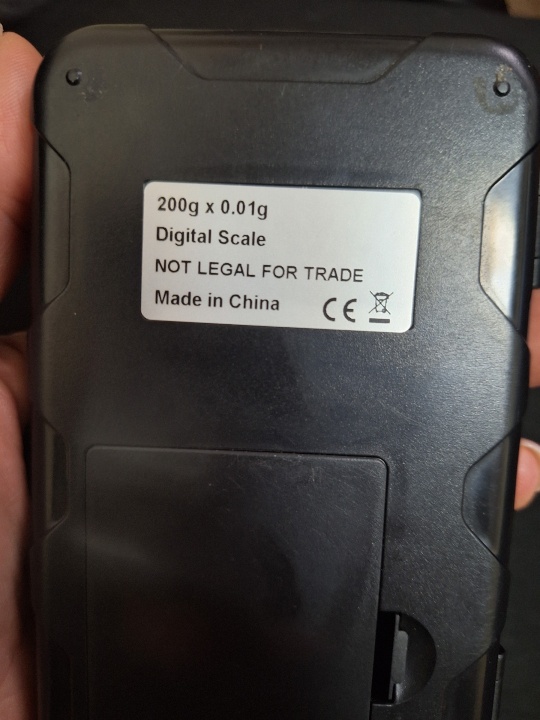 200g x 0.01g
Digital Scale
NOT LEGAL FOR TRADE
Made in China CE